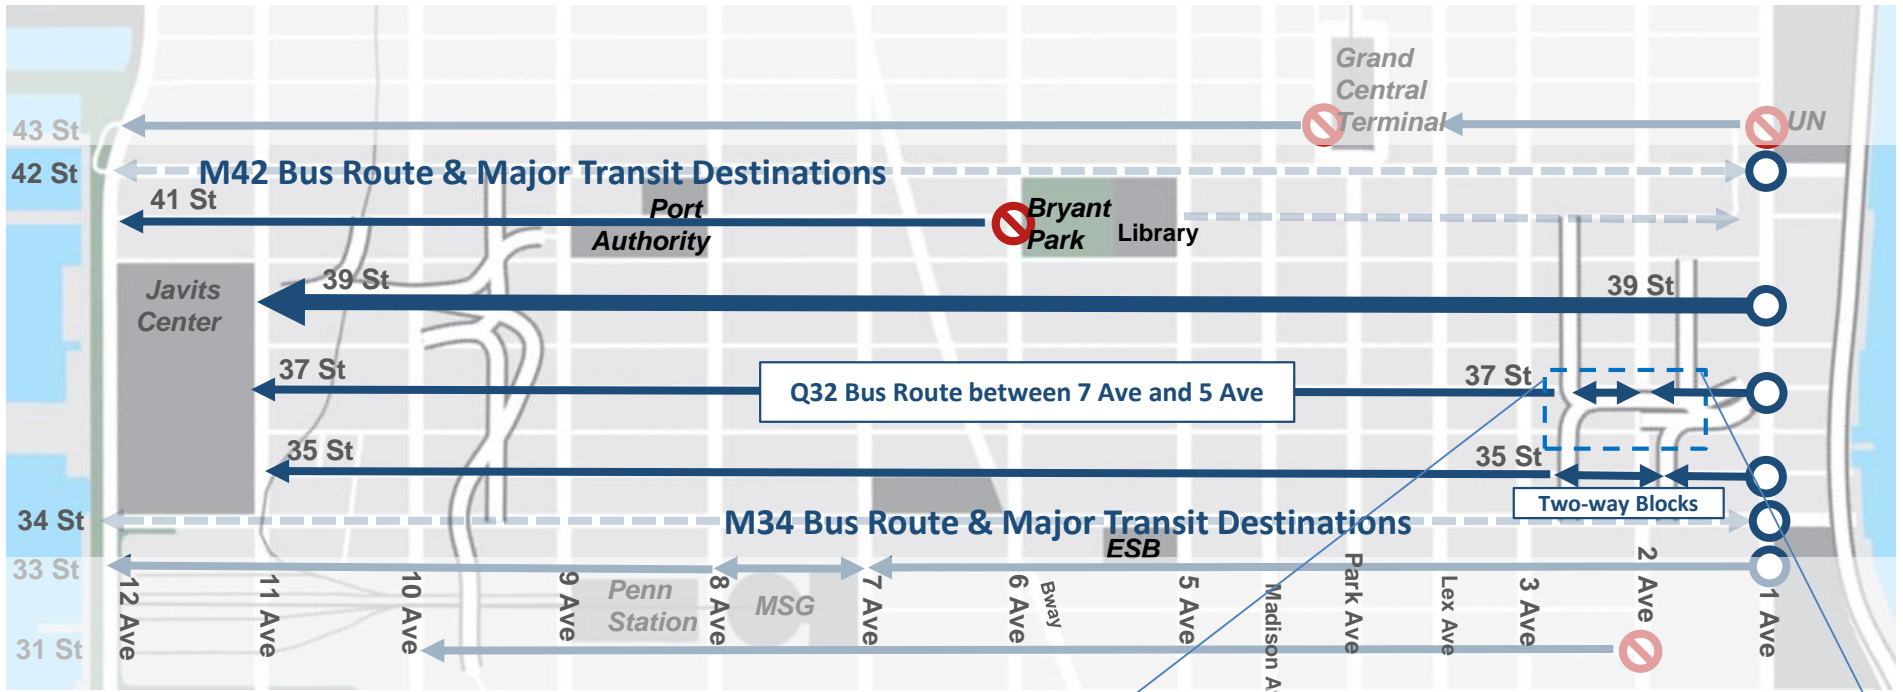 Grand
Central
Terminal
43 St
UN
42 St
M42 Bus Route & Major Transit Destinations
41 St
Port
Authority
Bryant
Park
Library
Javits
Center
39 St
39 St
37 St
Q32 Bus Route between 7 Ave and 5 Ave
37 St
35 St
35 St
Two-way Blocks
34 St
M34 Bus Route & Major Transit Destinations
ESB
33 St
12 Ave
11 Ave
10 Ave
9 Ave
Penn
Station
8 Ave
MSG
7 Ave
6 Ave
Bway
5 Ave
Madison A
Park Ave
Lex Ave
3 Ave
2 Ave
1 Ave
31 St